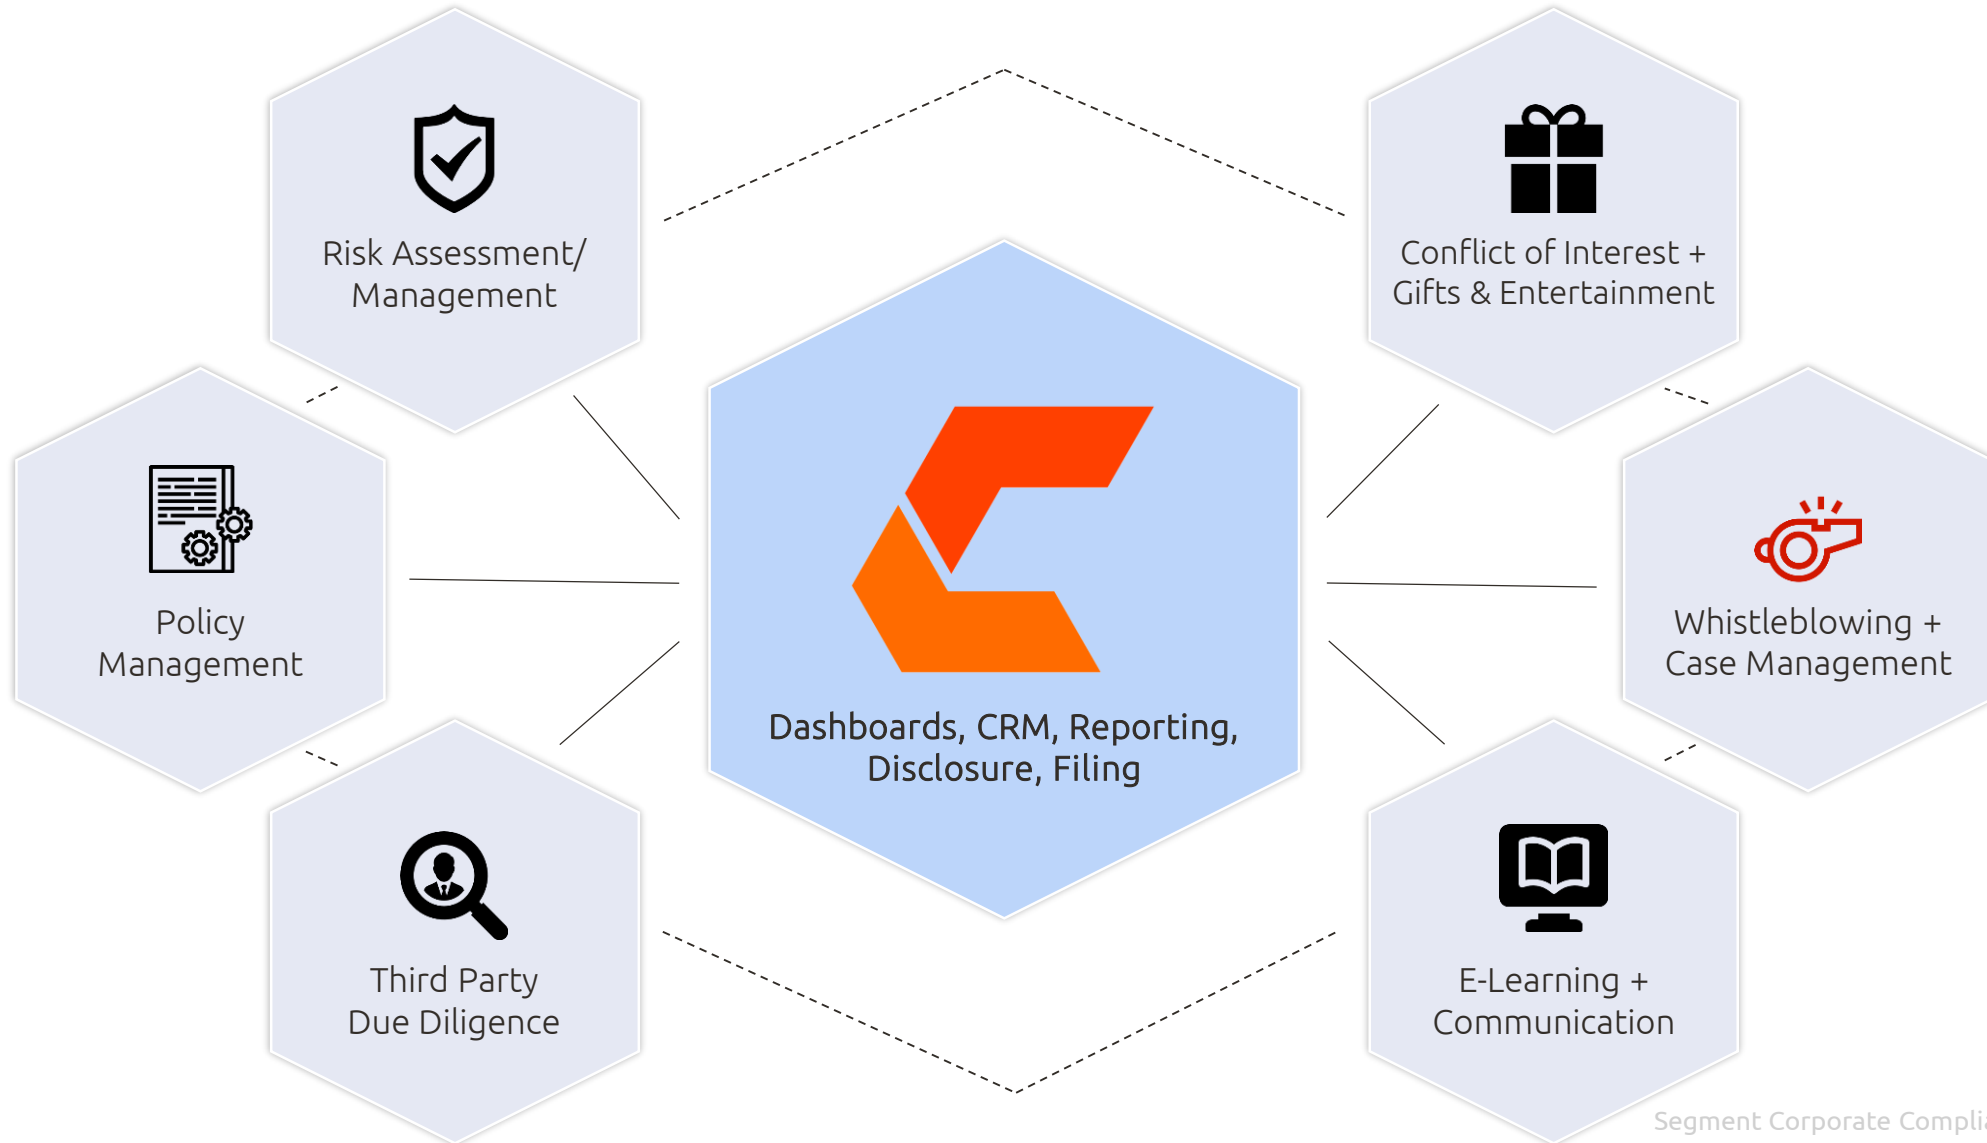 Risk Assessment/
Management
Conflict of Interest +
Gifts & Entertainment
Policy
Management
Dashboards, CRM, Reporting,
Disclosure, Filing
Whistleblowing +
Case Management
Third Party
Due Diligence
E-Learning +
Communication
Segment Corporate